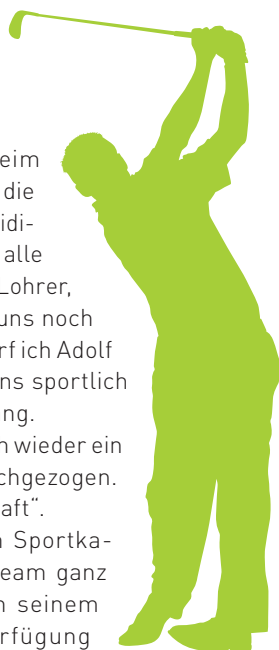 eim
die
idi-
alle
Lohrer,
uns noch
rf ich Adolf
ns sportlich
ng.
n wieder ein
chgezogen.
aft“.
n Sportka-
eam ganz
n seinem
rfügung